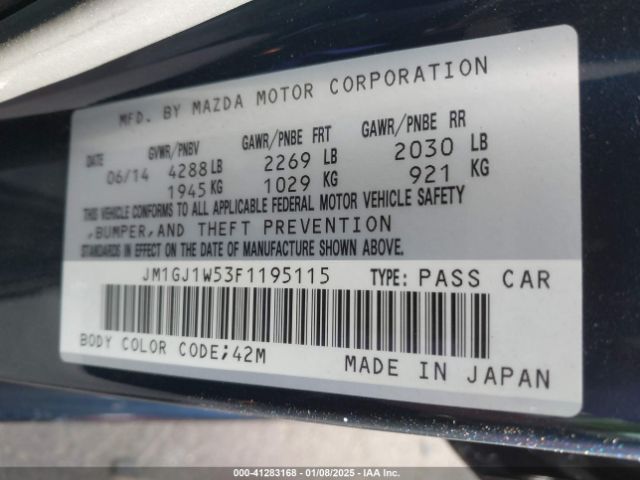 MFD. BY MAZDA MOTOR CORPORATION
DATE GVWR/PNBV GAWR/PNBE FRT GAWR/PNBE RR
06/14 4288 LB 2269 LB 2030 LB
1945 KG 1029 KG 921 KG
THIS VEHICLE CONFORMS TO ALL APPLICABLE FEDERAL MOTOR VEHICLE SAFETY
,BUMPER,AND THEFT PREVENTION
STANDARDS IN EFFECT ON THE DATE OF MANUFACTURE SHOWN ABOVE.
JM1GJ1W53F1195115 TYPE: PASS CAR
BODY COLOR CODE;42M
MADE IN JAPAN
000-41283168 - 01/08/2025 - IAA Inc.